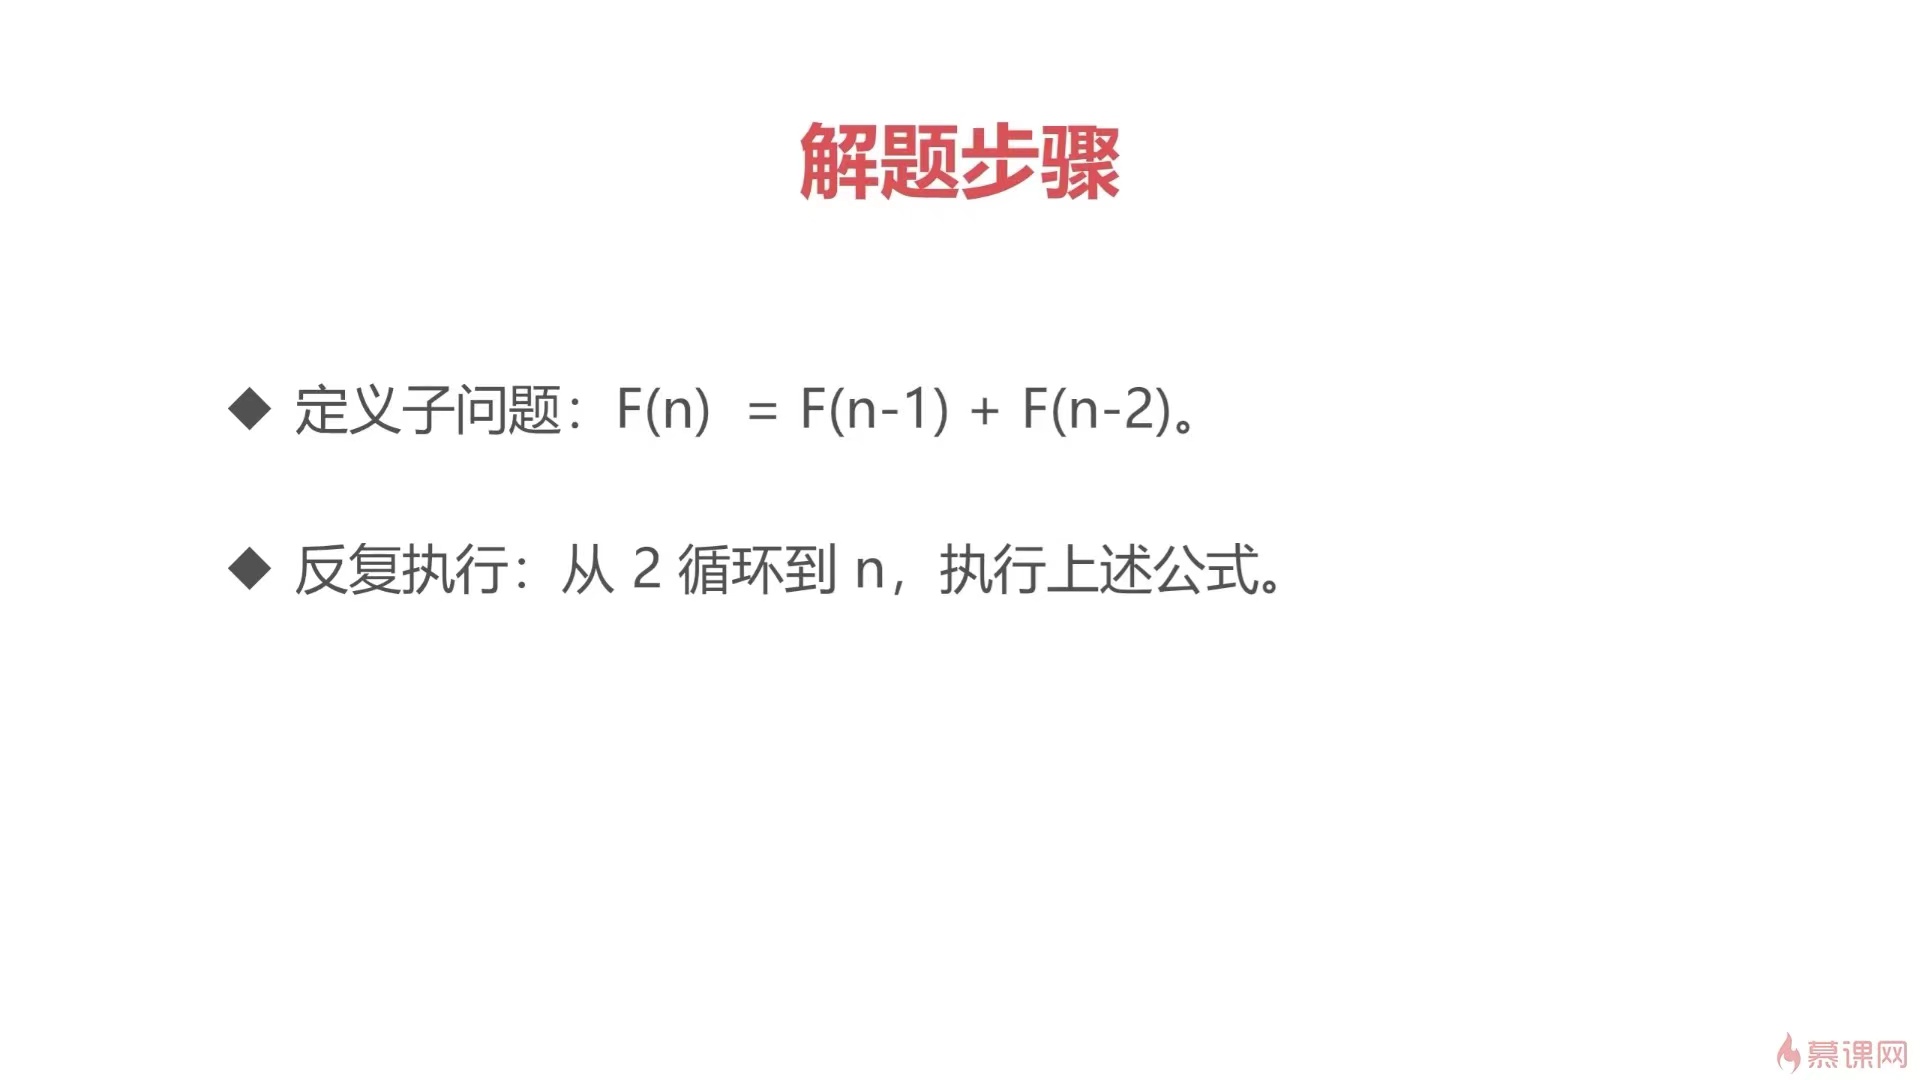 解题步骤
◆ 定义子问题：F(n) = F(n-1) + F(n-2)。
◆ 反复执行：从 2 循环到 n，执行上述公式。
慕课网